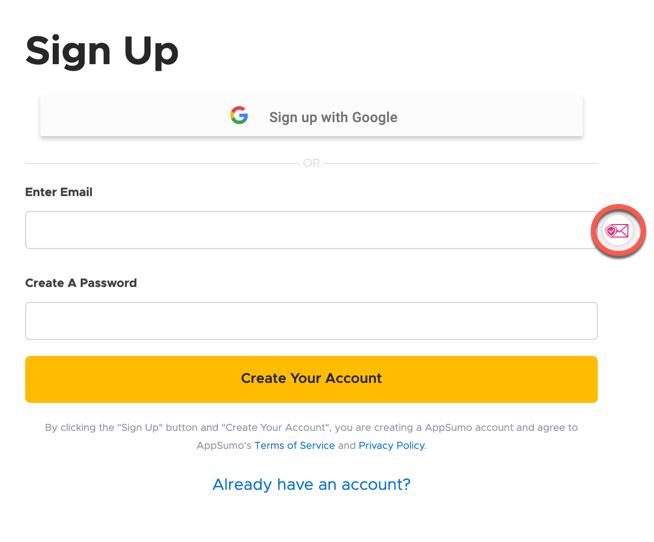 Sign Up
Sign up with Google
OR
Enter Email
Create A Password
Create Your Account
By clicking the "Sign Up" button and "Create Your Account", you are creating a AppSumo account and agree to
AppSumo's Terms of Service and Privacy Policy.
Already have an account?